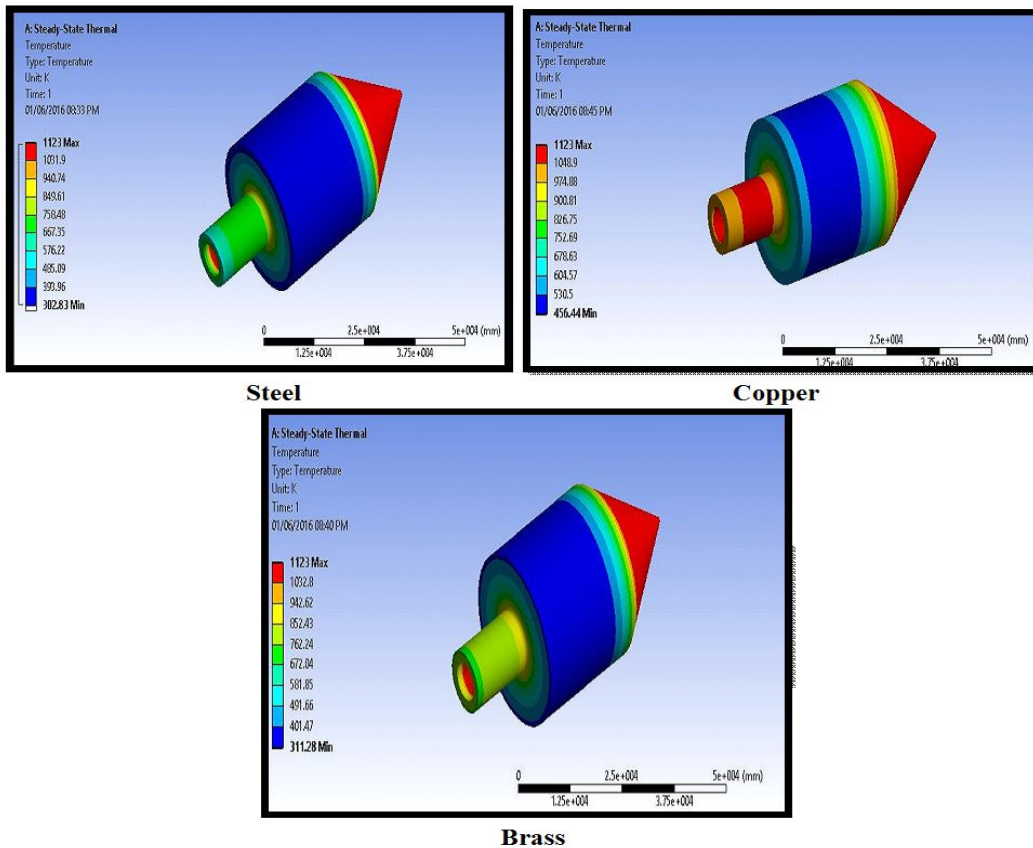 A: Steady-State Thermal
Temperature
Type: Temperature
Unit: K
Time: 1
01/06/2016 08:33 PM
1123 Max
1031.9
940.74
849.61
758.48
667.35
576.22
485.09
393.96
302.83 Min
0 2.5e+004 5e+004 (mm)
1.25e+004 3.75e+004
Steel
A: Steady-State Thermal
Temperature
Type: Temperature
Unit: K
Time: 1
01/06/2016 08:45 PM
1123 Max
1048.9
974.88
900.81
826.75
752.69
678.63
604.57
530.5
456.44 Min
0 2.5e+004 5e+004 (mm)
1.25e+004 3.75e+004
Copper
A: Steady-State Thermal
Temperature
Type: Temperature
Unit: K
Time: 1
01/06/2016 08:40 PM
1123 Max
1032.8
942.62
852.43
762.24
672.04
581.85
491.66
401.47
311.28 Min
0 2.5e+004 5e+004 (mm)
1.25e+004 3.75e+004
Brass